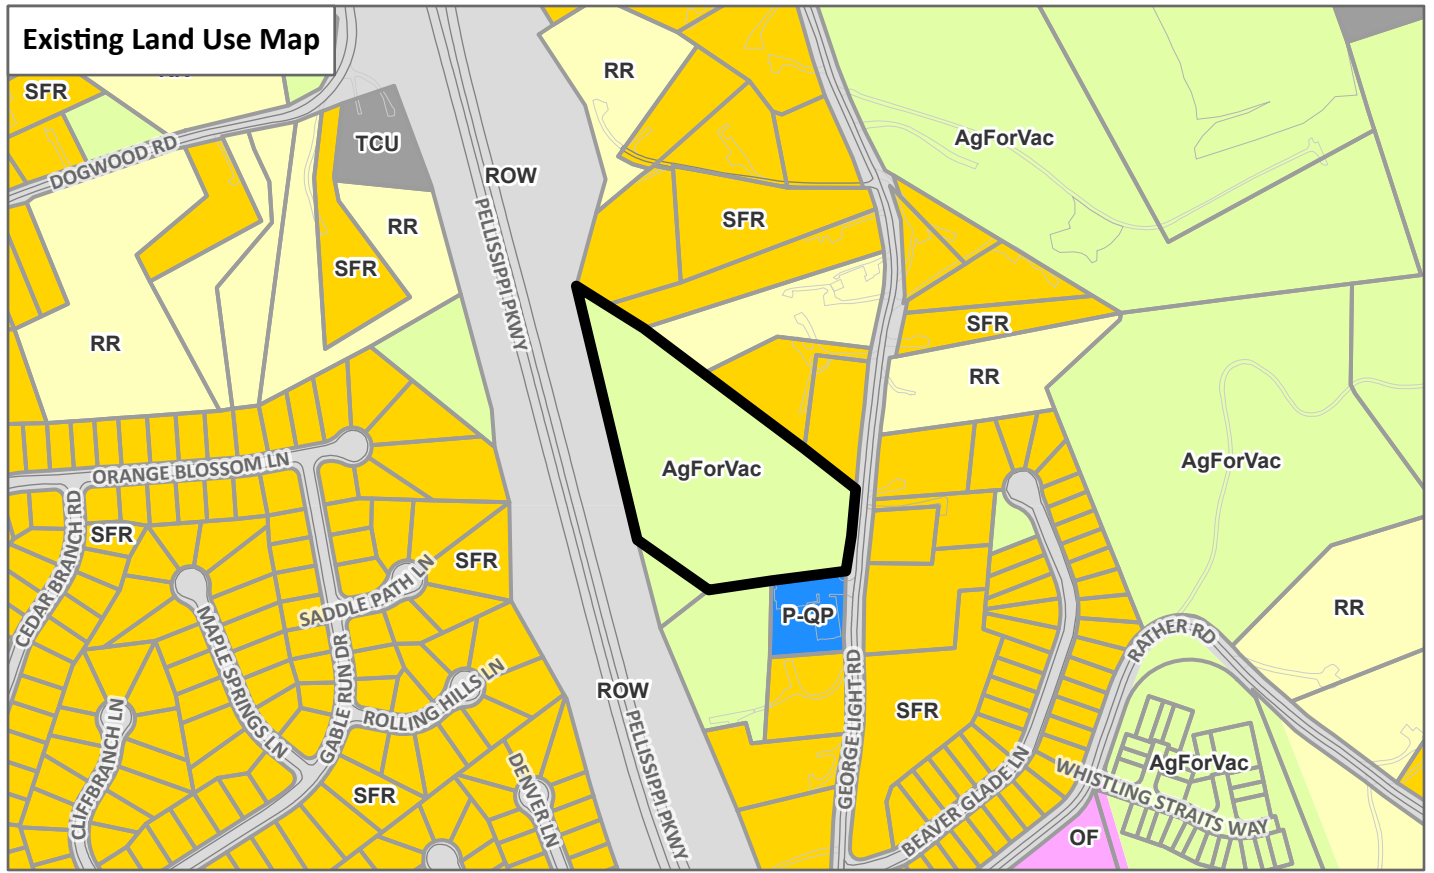 Existing Land Use Map
SFR
DOGWOOD RD
TCU
ROW
RR
AgForVac
RR
SFR
SFR
PELLISSIPPI PKWY
SFR
RR
RR
AgForVac
AgForVac
ORANGE BLOSSOM LN
CEDAR BRANCH RD
SFR
SFR
SADDLE PATH LN
MAPLE SPRINGS LN
GABLE RUN DR
ROLLING HILLS LN
CLIFFBRANCH LN
SFR
DENVER LN
ROW
PELLISSIPPI PKWY
P-QP
GEORGE LIGHT RD
SFR
BEAVER GLADE LN
RATHER RD
RR
AgForVac
WHISTLING STRAITS WAY
OF